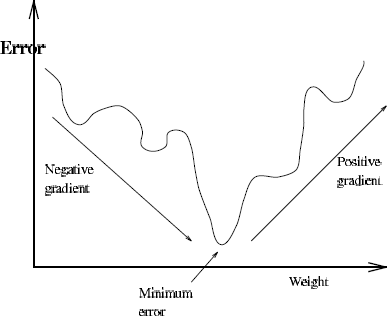 Error
Negative
gradient
Positive
gradient
Minimum
error
Weight